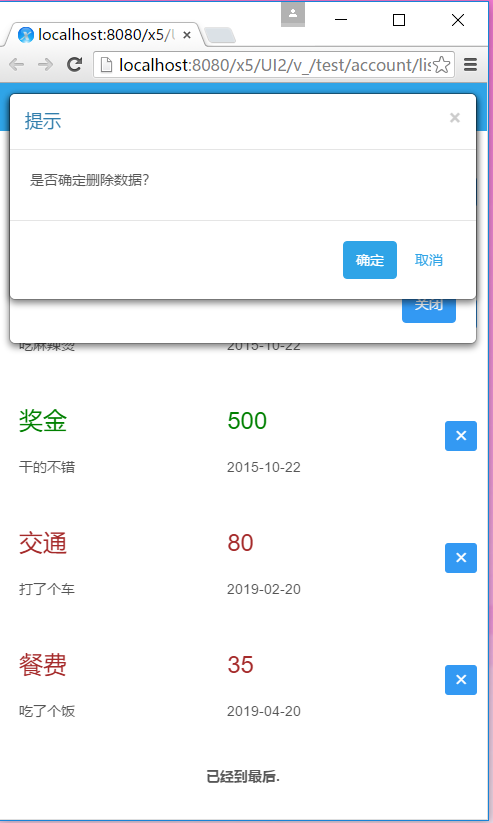 localhost:8080/x5/U
localhost:8080/x5/UI2/v_/test/account/lis
提示
是否确定删除数据?
确定 取消
关闭
吃麻辣烫 2015-10-22
奖金 500
干的不错 2015-10-22
交通 80
打了个车 2019-02-20
餐费 35
吃了个饭 2019-04-20
已经到最后.